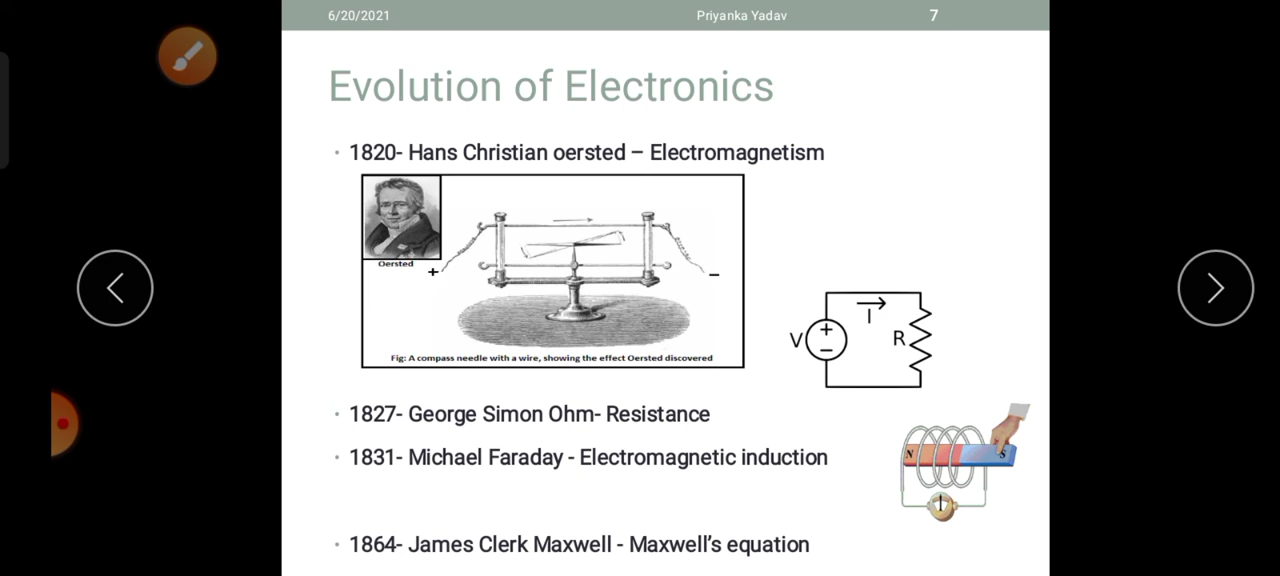 6/20/2021 Priyanka Yadav 7
Evolution of Electronics
• 1820- Hans Christian oersted – Electromagnetism
Oersted
+ −
Fig: A compass needle with a wire, showing the effect Oersted discovered
I
V + − R
• 1827- George Simon Ohm- Resistance
• 1831- Michael Faraday - Electromagnetic induction
N S
• 1864- James Clerk Maxwell - Maxwell’s equation